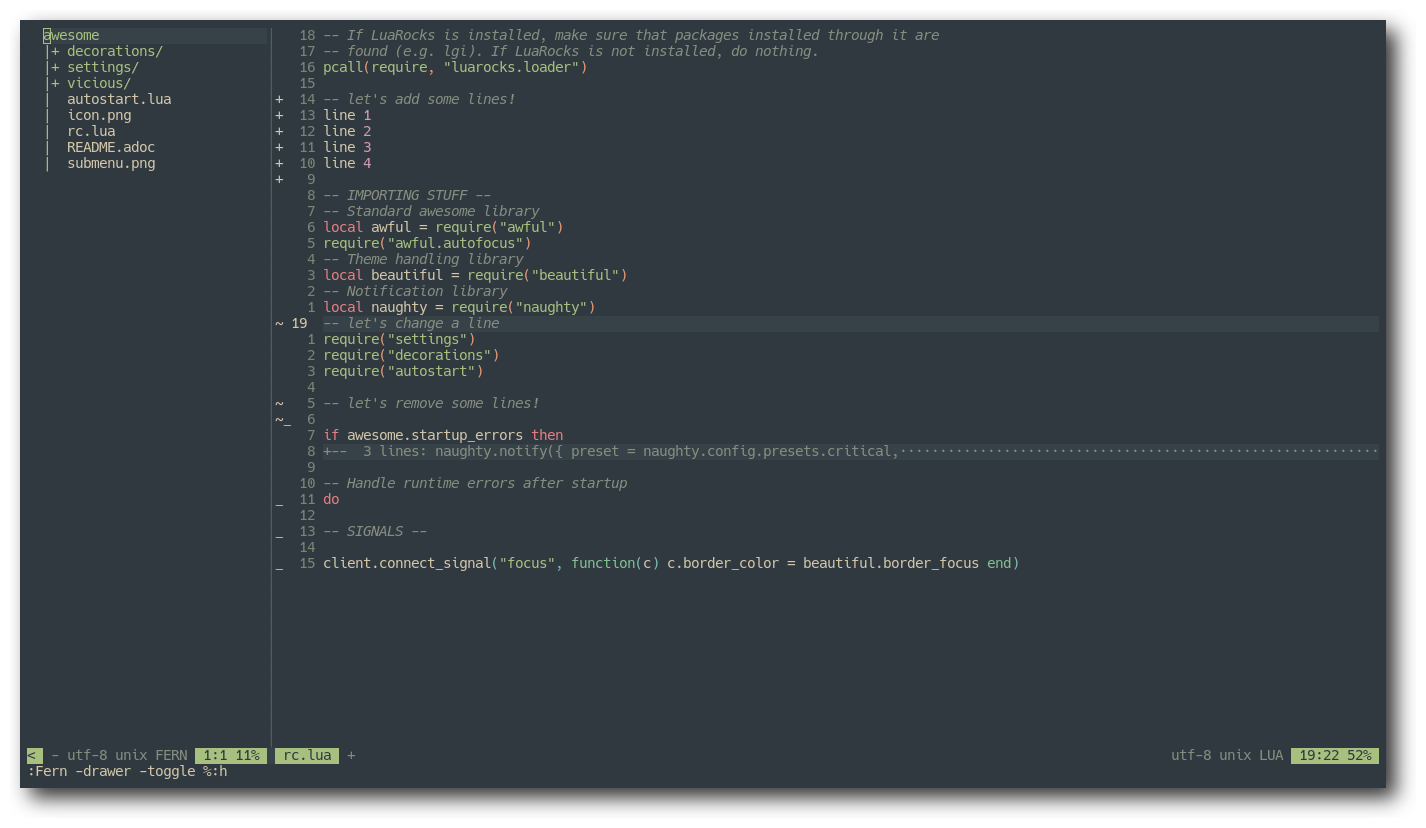 awesome
|+ decorations/
|+ settings/
|+ vicious/
|  autostart.lua
|  icon.png
|  rc.lua
|  README.adoc
|  submenu.png
18 -- If LuaRocks is installed, make sure that packages installed through it are
17 -- found (e.g. lgi). If LuaRocks is not installed, do nothing.
16 pcall(require, "luarocks.loader")
15
+ 14 -- let's add some lines!
+ 13 line 1
+ 12 line 2
+ 11 line 3
+ 10 line 4
+ 9
8 -- IMPORTING STUFF --
7 -- Standard awesome library
6 local awful = require("awful")
5 require("awful.autofocus")
4 -- Theme handling library
3 local beautiful = require("beautiful")
2 -- Notification library
1 local naughty = require("naughty")
~ 19 -- let's change a line
1 require("settings")
2 require("decorations")
3 require("autostart")
4
~ 5 -- let's remove some lines!
~_ 6
7 if awesome.startup_errors then
8 +--  3 lines: naughty.notify({ preset = naughty.config.presets.critical,····························································
9
10 -- Handle runtime errors after startup
_ 11 do
12
_ 13 -- SIGNALS --
14
_ 15 client.connect_signal("focus", function(c) c.border_color = beautiful.border_focus end)
< - utf-8 unix FERN 1:1 11% rc.lua + utf-8 unix LUA 19:22 52%
:Fern -drawer -toggle %:h